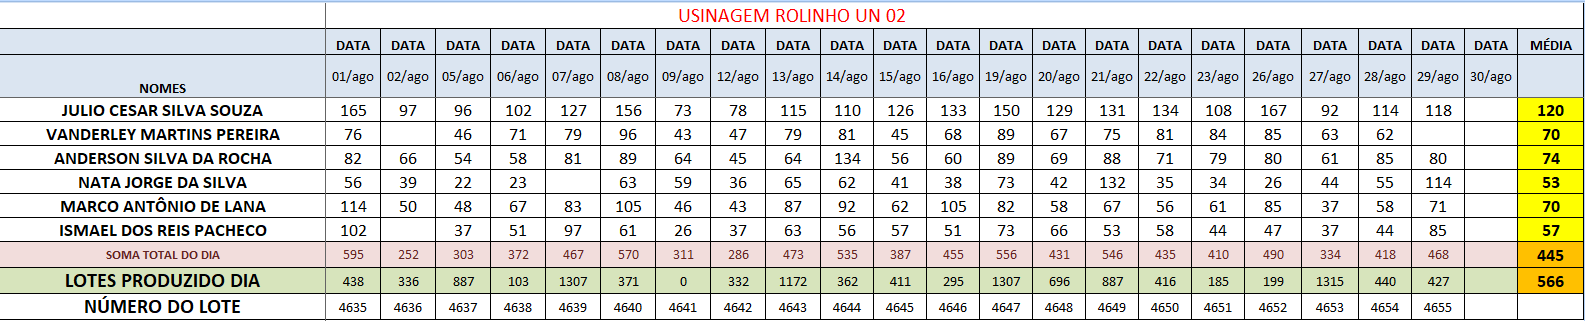 USINAGEM ROLINHO UN 02
DATA DATA DATA DATA DATA DATA DATA DATA DATA DATA DATA DATA DATA DATA DATA DATA DATA DATA DATA DATA DATA DATA MÉDIA
NOMES 01/ago 02/ago 05/ago 06/ago 07/ago 08/ago 09/ago 12/ago 13/ago 14/ago 15/ago 16/ago 19/ago 20/ago 21/ago 22/ago 23/ago 26/ago 27/ago 28/ago 29/ago 30/ago
JULIO CESAR SILVA SOUZA 165 97 96 102 127 156 73 78 115 110 126 133 150 129 131 134 108 167 92 114 118 120
VANDERLEY MARTINS PEREIRA 76 46 71 79 96 43 47 79 81 45 68 89 67 75 81 84 85 63 62 70
ANDERSON SILVA DA ROCHA 82 66 54 58 81 89 64 45 64 134 56 60 89 69 88 71 79 80 61 85 80 74
NATA JORGE DA SILVA 56 39 22 23 63 59 36 65 62 41 38 73 42 132 35 34 26 44 55 114 53
MARCO ANTÔNIO DE LANA 114 50 48 67 83 105 46 43 87 92 62 105 82 58 67 56 61 85 37 58 71 70
ISMAEL DOS REIS PACHECO 102 37 51 97 61 26 37 63 56 57 51 73 66 53 58 44 47 37 44 85 57
SOMA TOTAL DO DIA 595 252 303 372 467 570 311 286 473 535 387 455 556 431 546 435 410 490 334 418 468 445
LOTES PRODUZIDO DIA 438 336 887 103 1307 371 0 332 1172 362 411 295 1307 696 887 416 185 199 1315 440 427 566
NÚMERO DO LOTE 4635 4636 4637 4638 4639 4640 4641 4642 4643 4644 4645 4646 4647 4648 4649 4650 4651 4652 4653 4654 4655